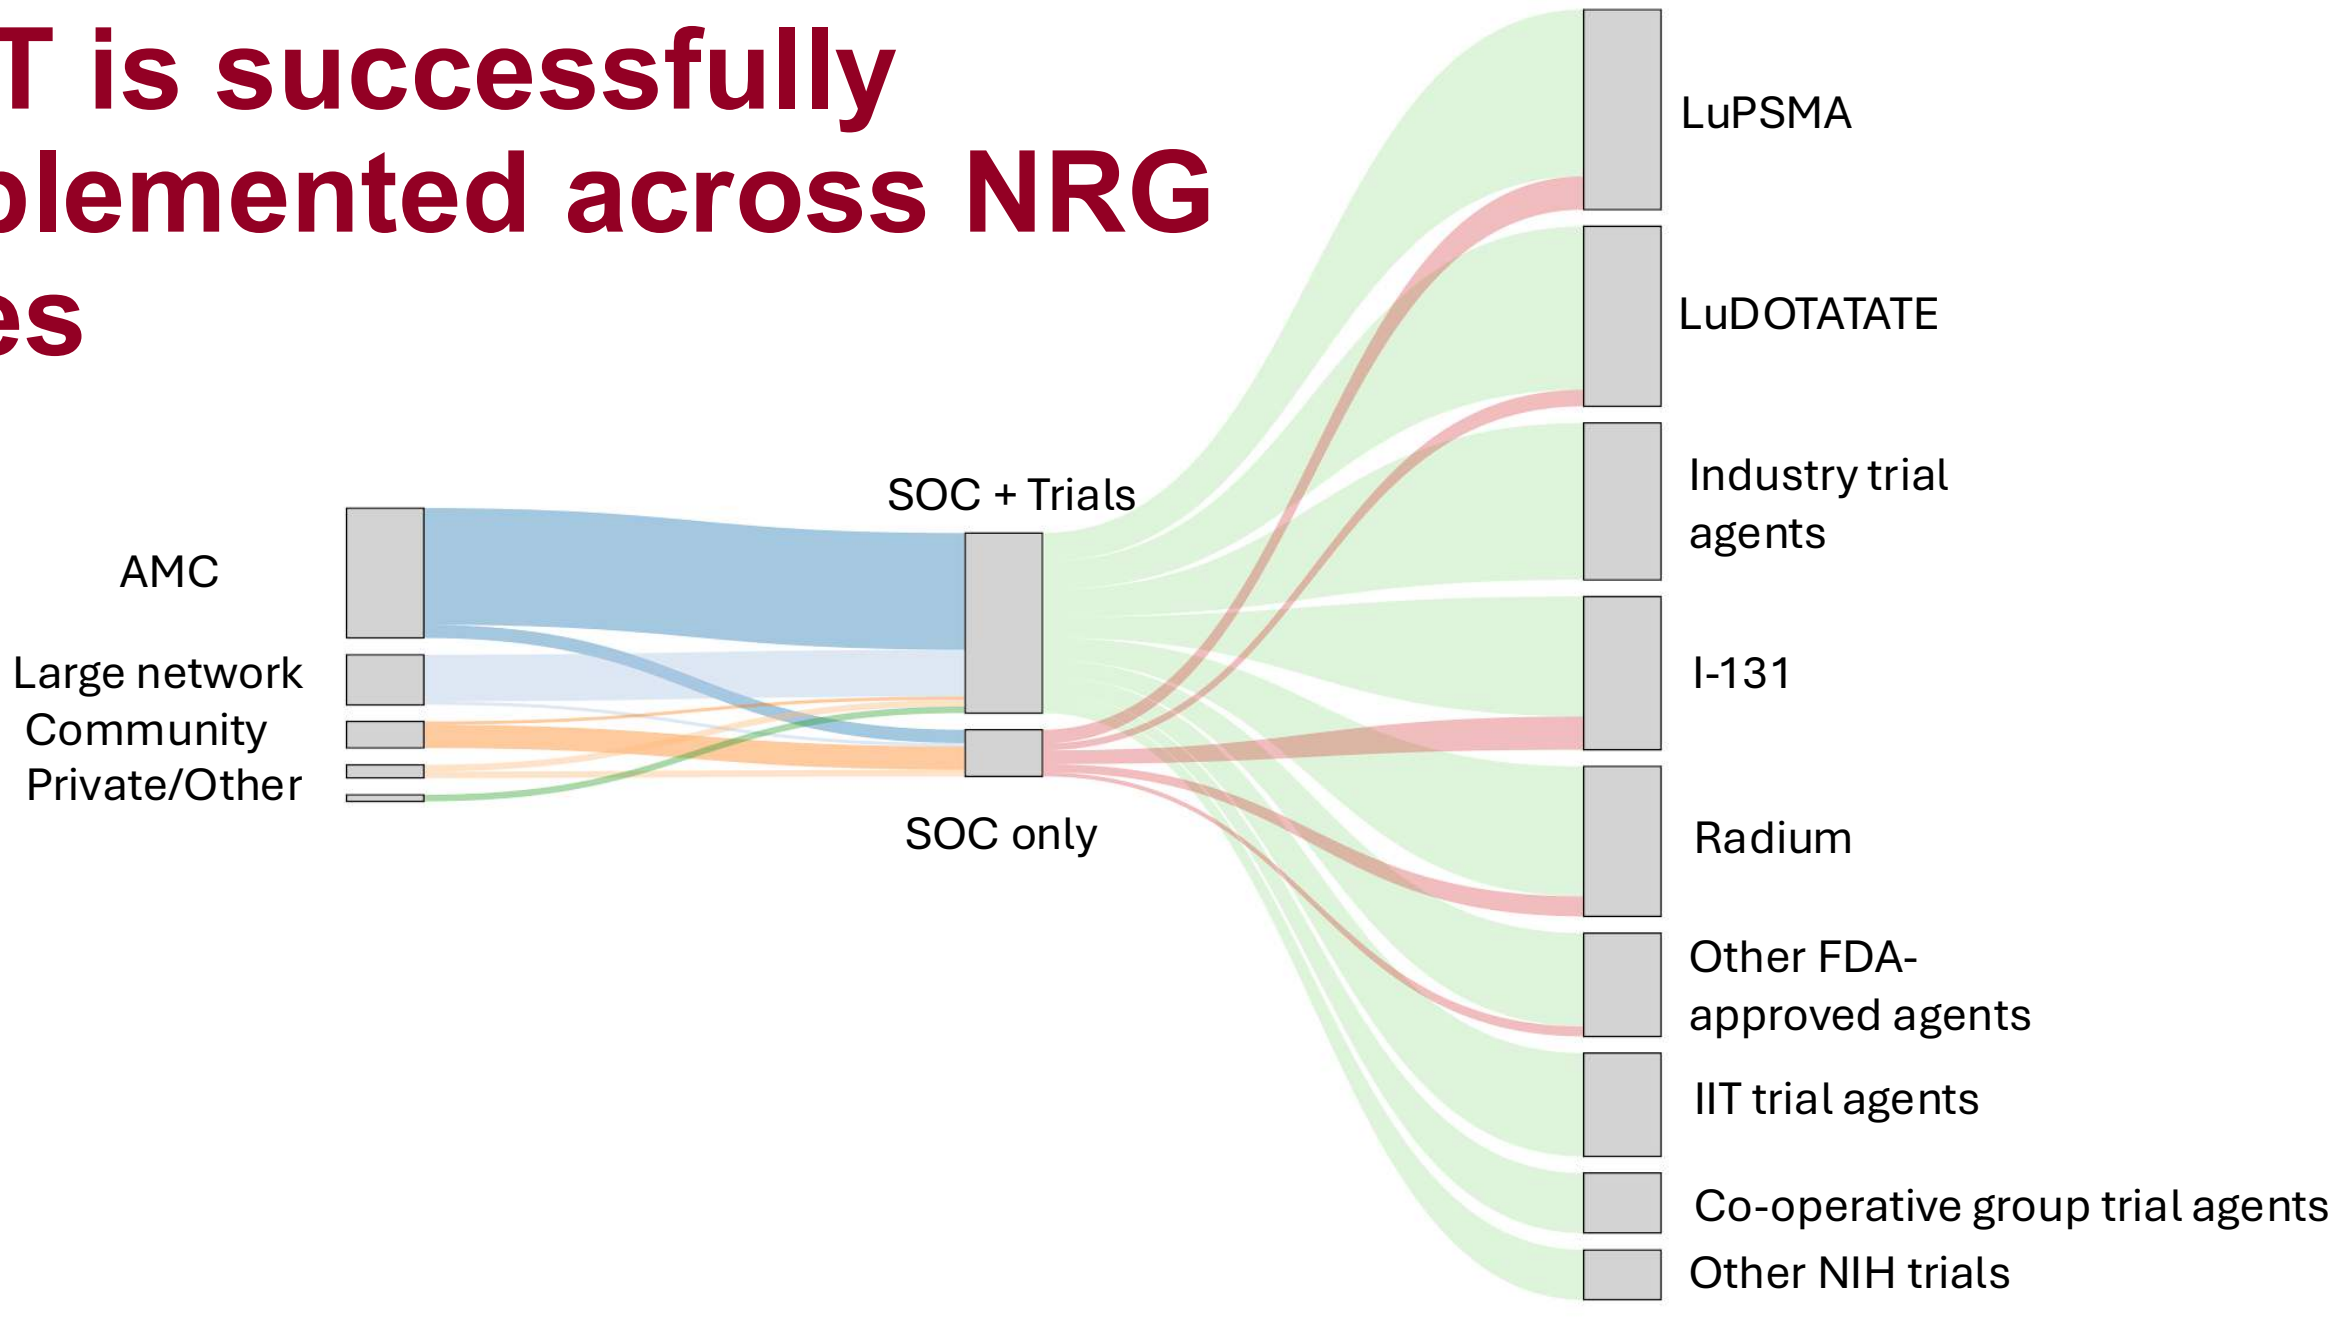 T is successfully
plemented across NRG
es
SOC + Trials
SOC only
AMC
Large network
Community
Private/Other
LuPSMA
LuDOTATATE
Industry trial
agents
I-131
Radium
Other FDA-
approved agents
IIT trial agents
Co-operative group trial agents
Other NIH trials